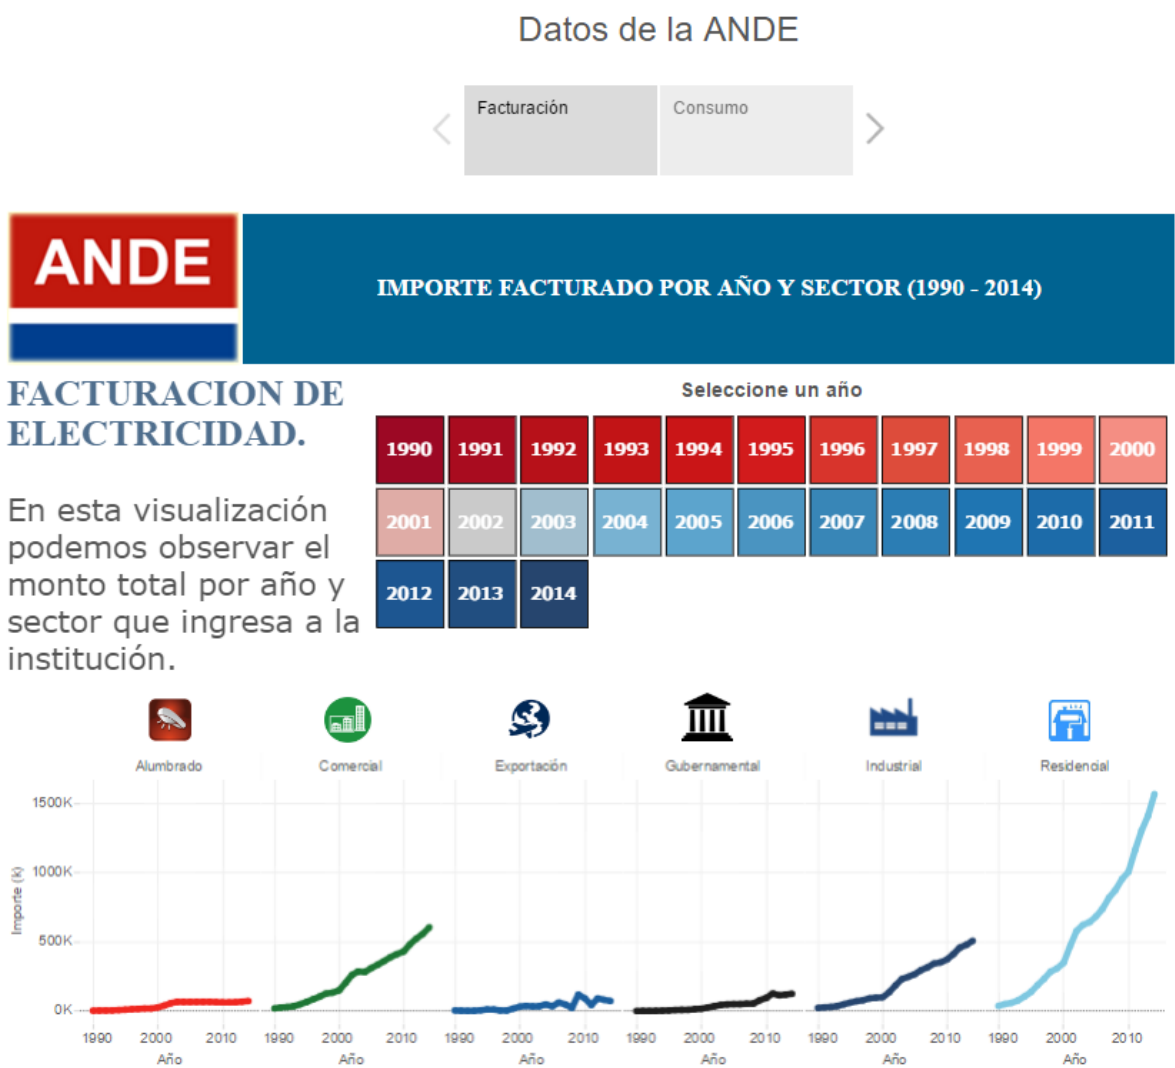 Datos de la ANDE
Facturación
Consumo
ANDE
IMPORTE FACTURADO POR AÑO Y SECTOR (1990 - 2014)
FACTURACION DE
ELECTRICIDAD.
En esta visualización
podemos observar el
monto total por año y
sector que ingresa a la
institución.
Seleccione un año
1990 1991 1992 1993 1994 1995 1996 1997 1998 1999 2000
2001 2002 2003 2004 2005 2006 2007 2008 2009 2010 2011
2012 2013 2014
Alumbrado Comercial Exportación Gubernamental Industrial Residencial
Importe (k)
1500K
1000K
500K
0K
1990 2000 2010 1990 2000 2010 1990 2000 2010 1990 2000 2010 1990 2000 2010 1990 2000 2010
Año Año Año Año Año Año